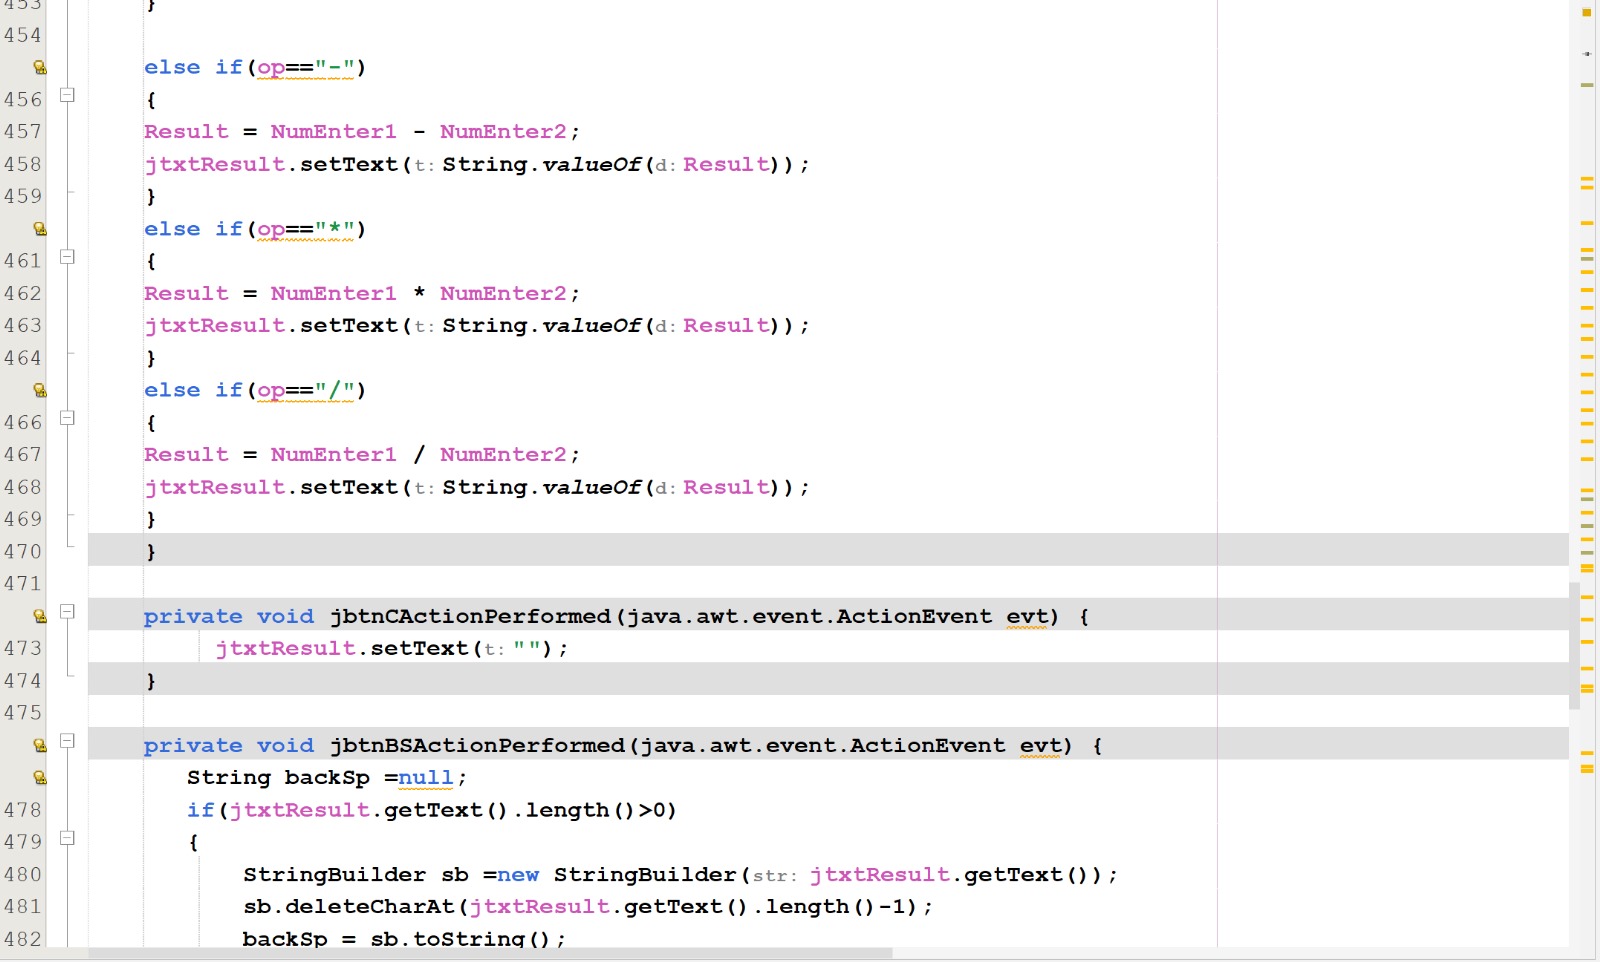 453 }
454
else if(op=="-")
456 {
457 Result = NumEnter1 - NumEnter2;
458 jtxtResult.setText(t: String.valueOf(d: Result));
459 }
else if(op=="*")
461 {
462 Result = NumEnter1 * NumEnter2;
463 jtxtResult.setText(t: String.valueOf(d: Result));
464 }
else if(op=="/")
466 {
467 Result = NumEnter1 / NumEnter2;
468 jtxtResult.setText(t: String.valueOf(d: Result));
469 }
470 }
471
private void jbtnCActionPerformed(java.awt.event.ActionEvent evt) {
473 jtxtResult.setText(t: "");
474 }
475
private void jbtnBSActionPerformed(java.awt.event.ActionEvent evt) {
String backSp =null;
478 if(jtxtResult.getText().length()>0)
479 {
480 StringBuilder sb =new StringBuilder(str: jtxtResult.getText());
481 sb.deleteCharAt(jtxtResult.getText().length()-1);
482 backSp = sb.toString();